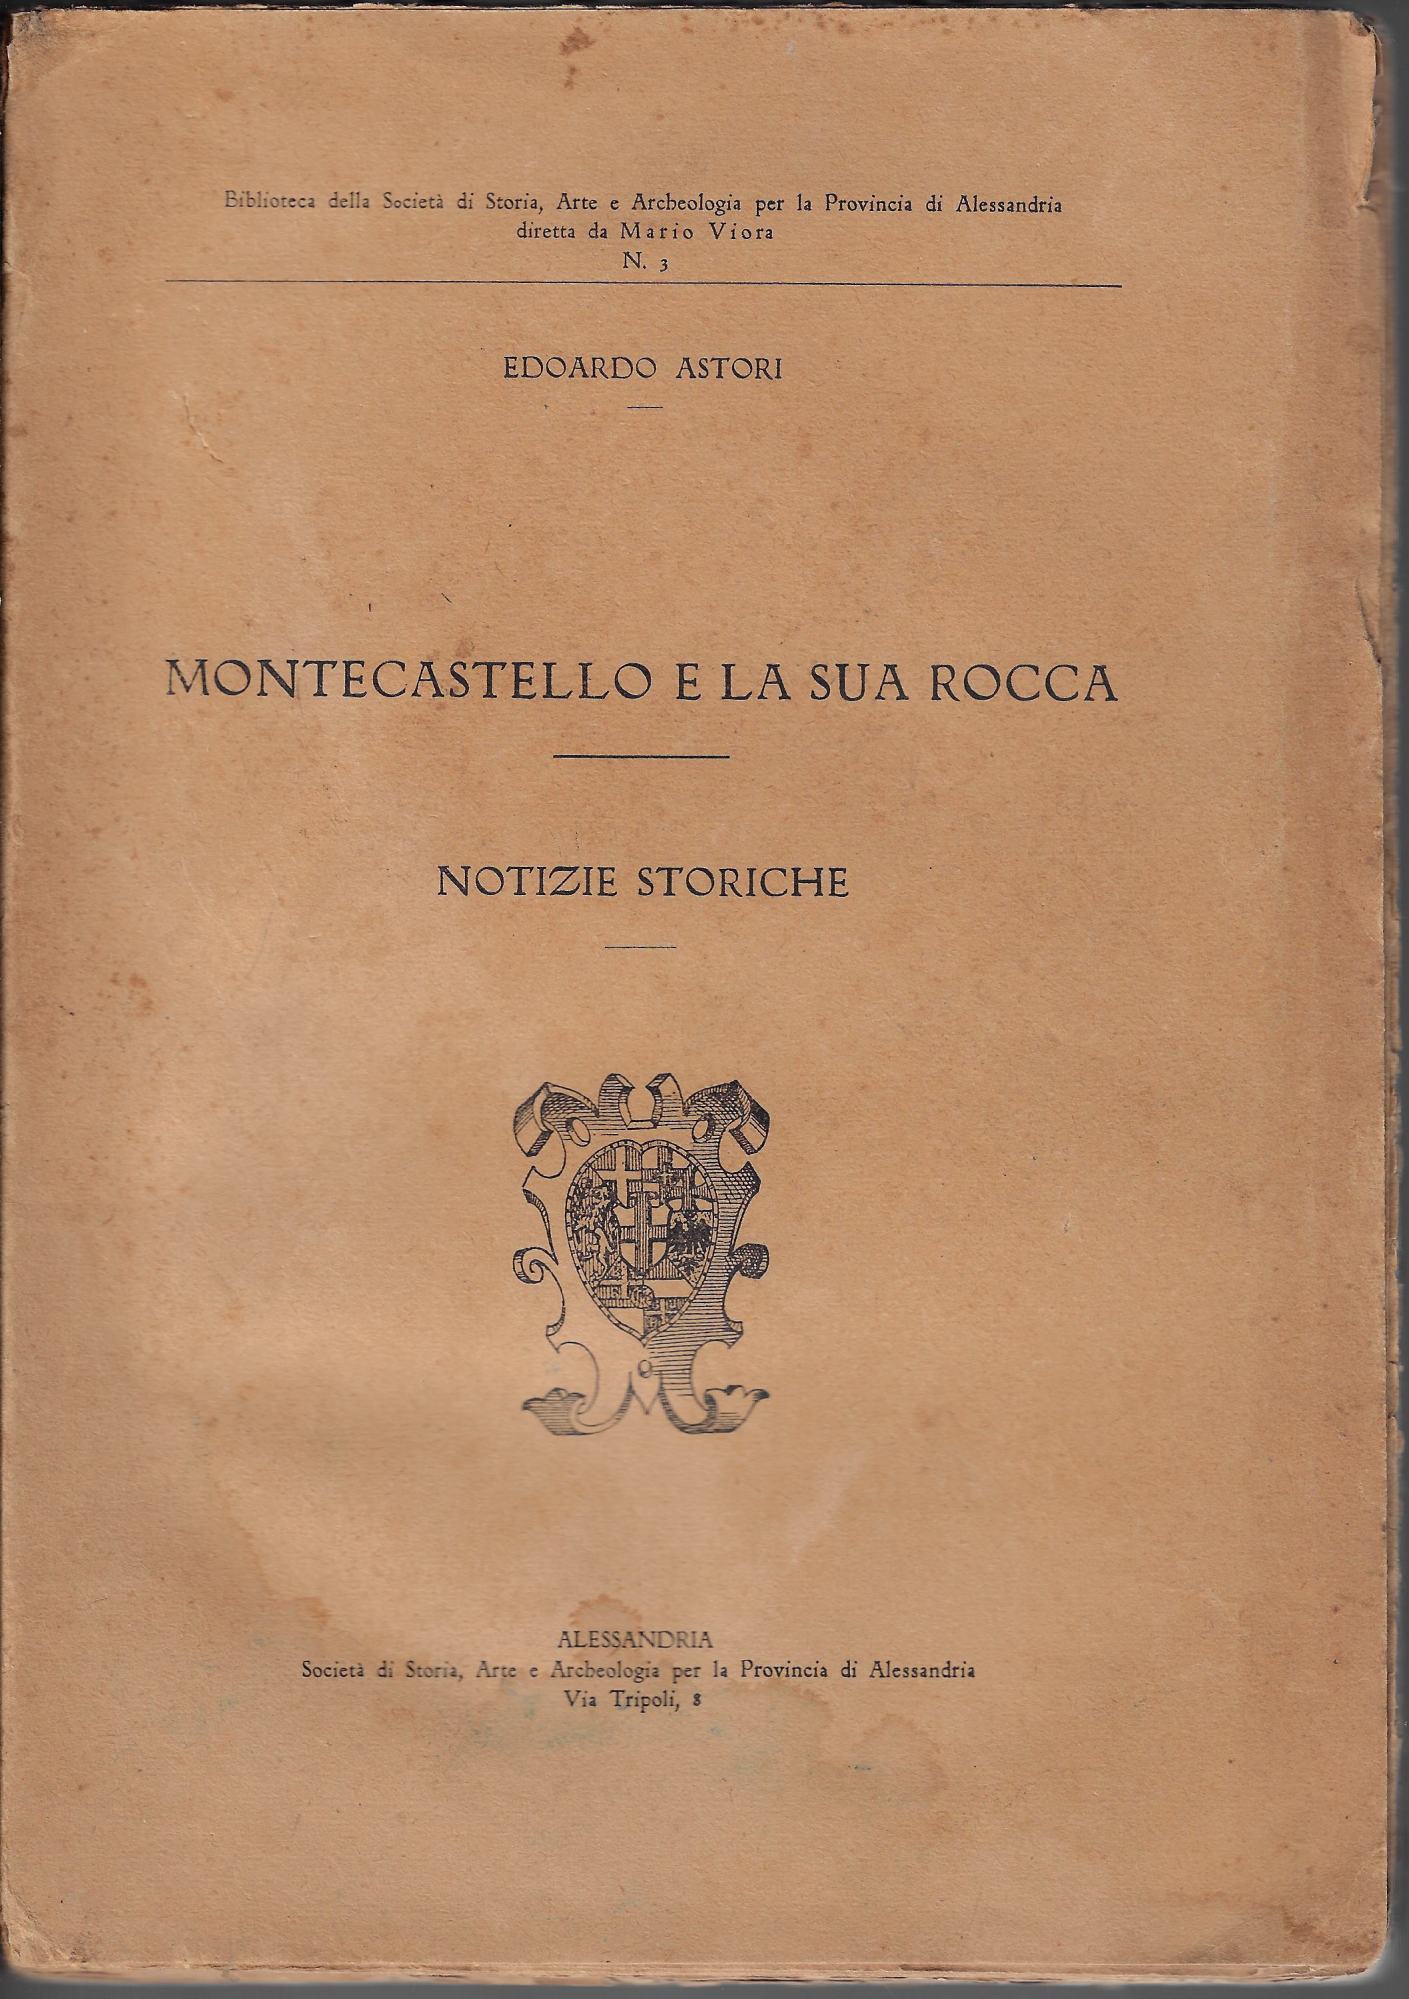 Biblioteca della Società di Storia, Arte e Archeologia per la Provincia di Alessandria
diretta da Mario Viora
N. 3
EDOARDO ASTORI
MONTECASTELLO E LA SUA ROCCA
NOTIZIE STORICHE
ALESSANDRIA
Società di Storia, Arte e Archeologia per la Provincia di Alessandria
Via Tripoli, 8